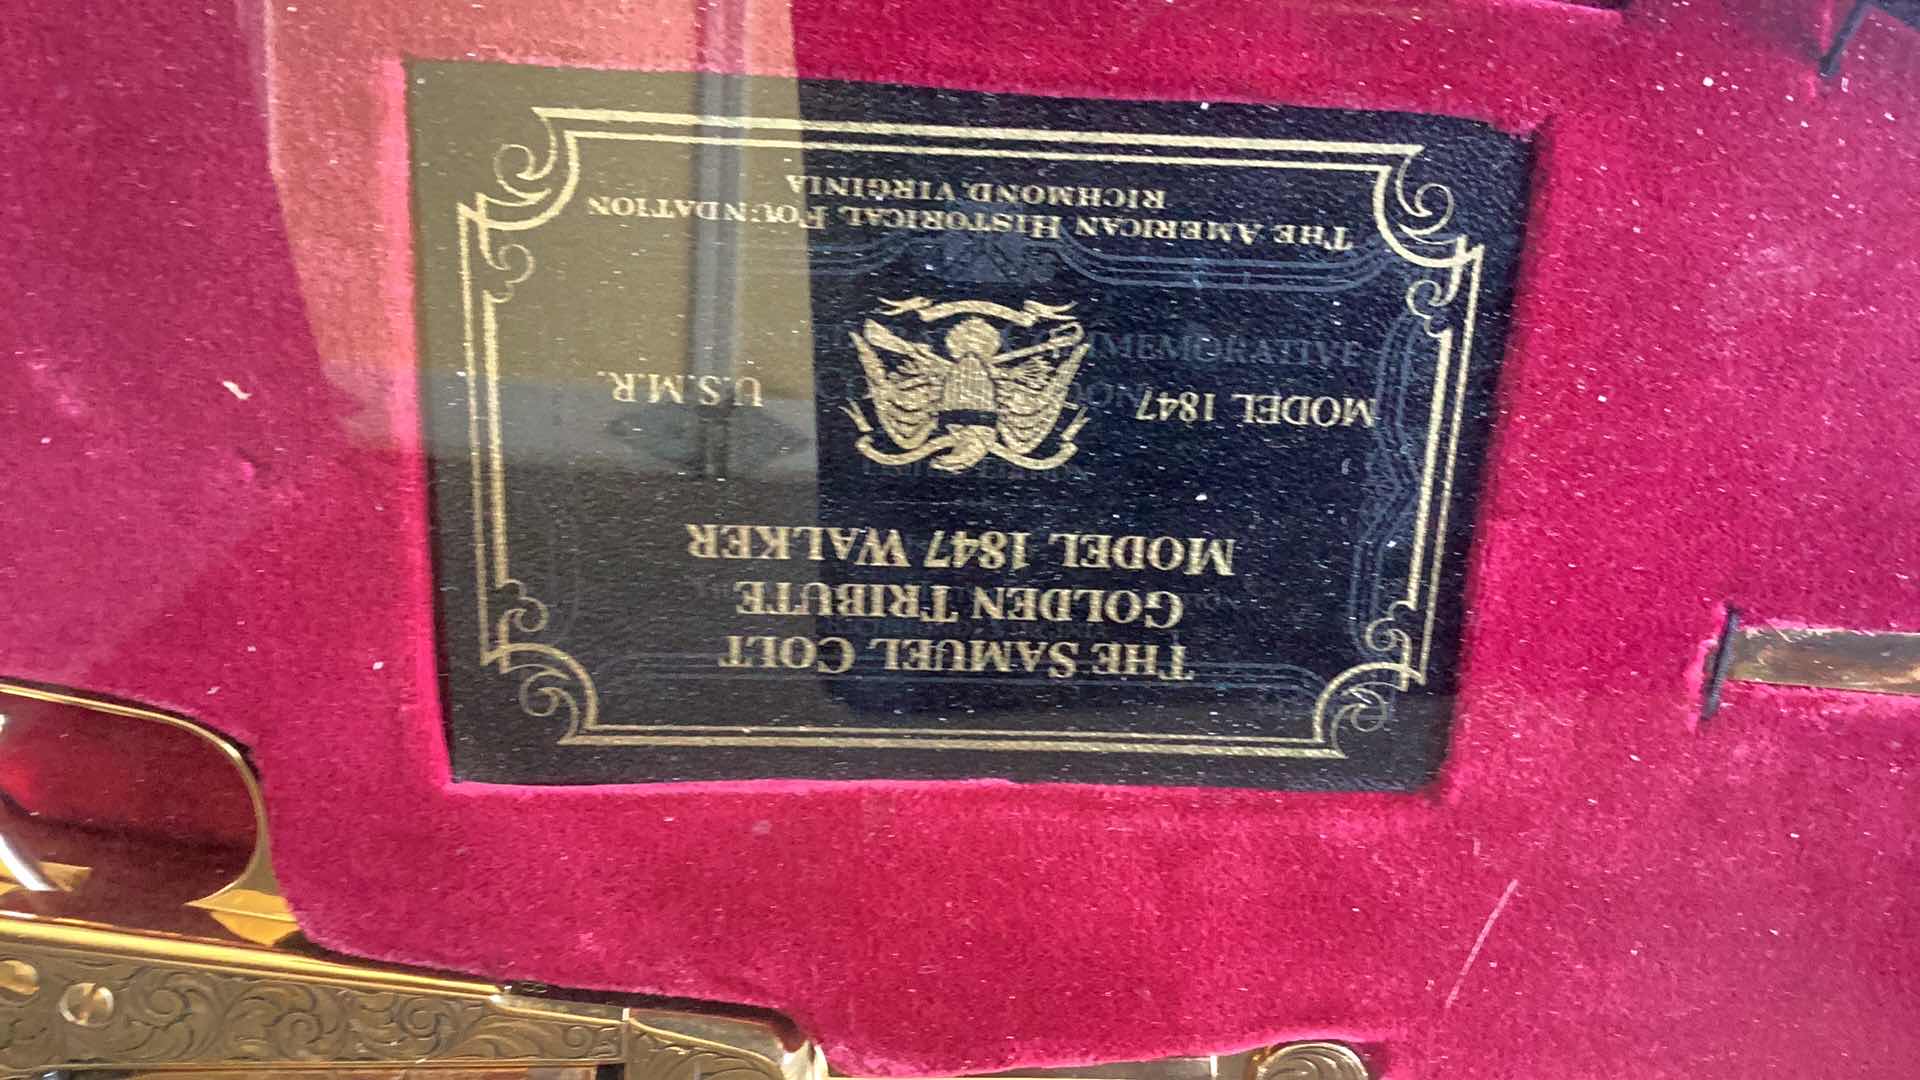 THE SAMUEL COLT
GOLDEN TRIBUTE
MODEL 1847 WALKER
MODEL 1847
U.S.M.R.
THE AMERICAN HISTORICAL FOUNDATION
RICHMOND, VIRGINIA